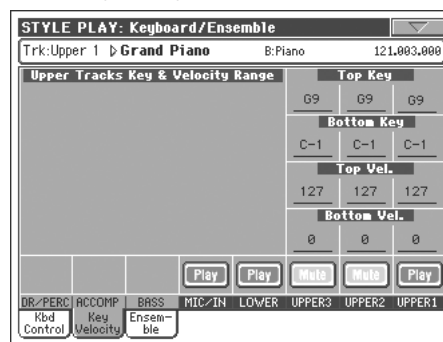 STYLE PLAY: Keyboard/Ensemble
Trk:Upper 1 ▷Grand Piano B:Piano 121.003.000
Upper Tracks Key & Velocity Range
Top Key
G9 G9 G9
Bottom Key
C-1 C-1 C-1
Top Vel.
127 127 127
Bottom Vel.
0 0 0
Play Play Mute Mute Play
DR/PERC ACCOMP BASS MIC/IN LOWER UPPER3 UPPER2 UPPER1
Kbd Control Key Velocity Ensem-ble